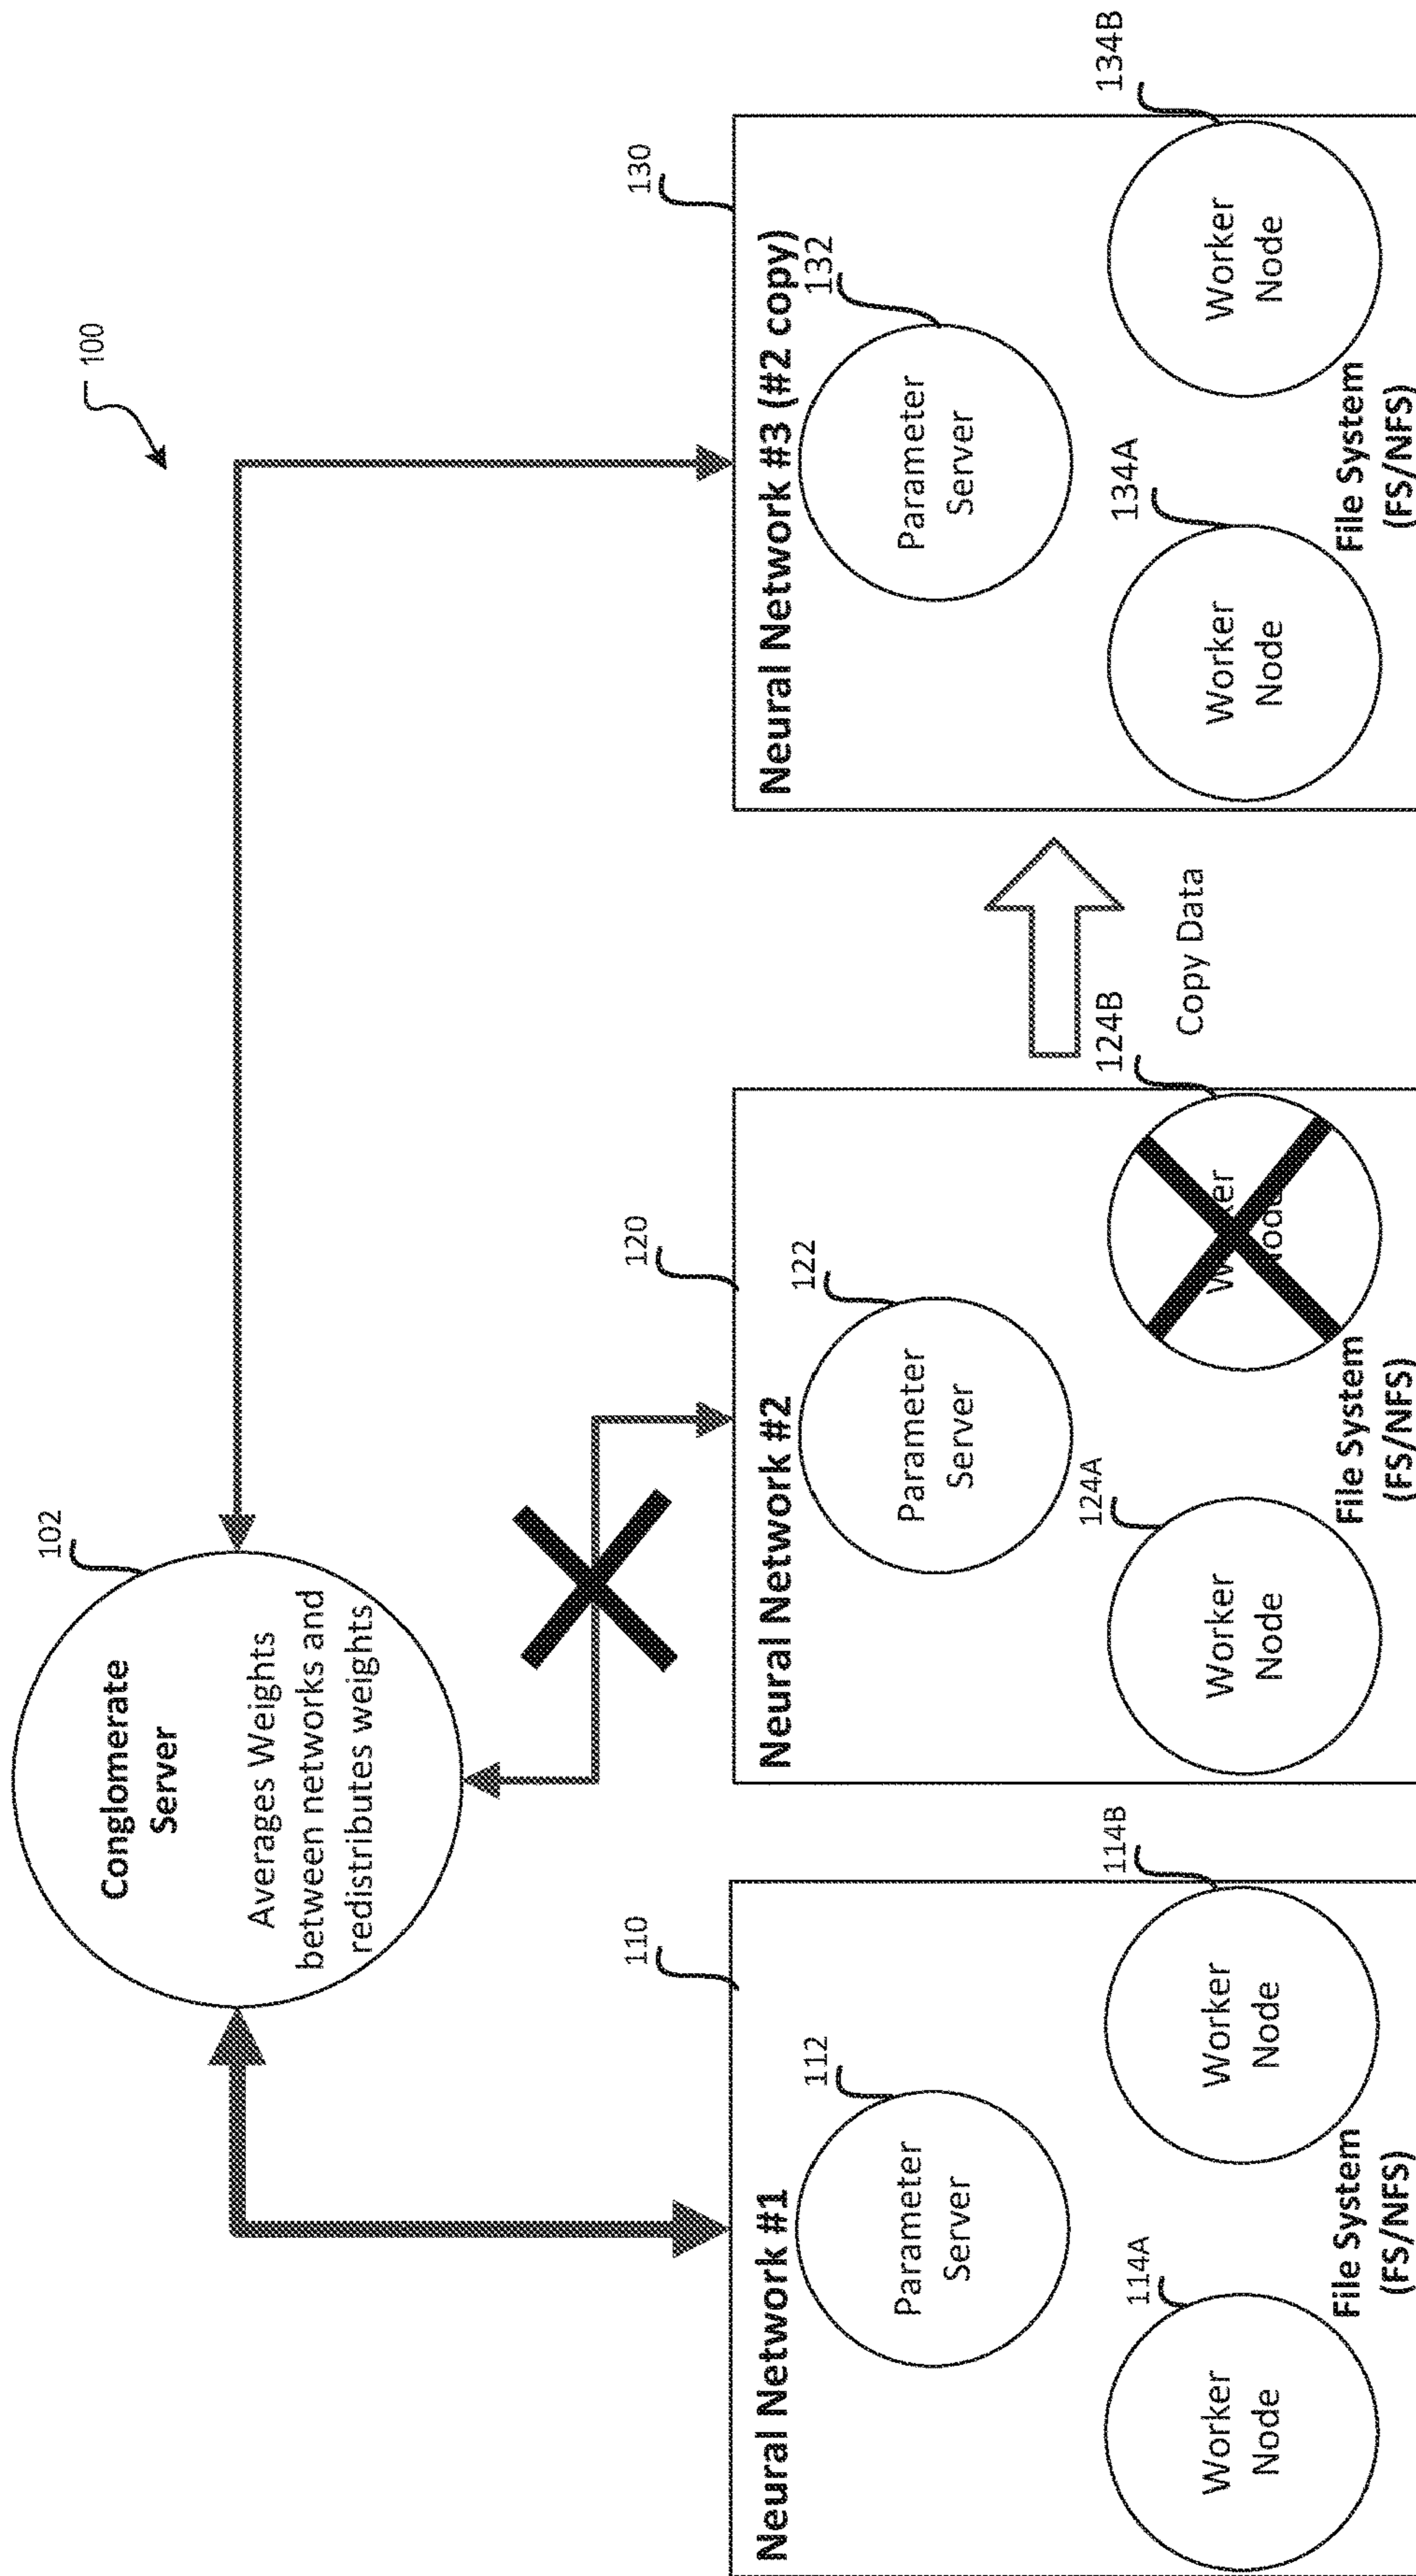 100
102
Conglomerate
Server
Averages Weights
between networks and
redistributes weights
110
Neural Network #1
112
Parameter
Server
114A
Worker
Node
114B
Worker
Node
File System
(FS/NFS)
120
Neural Network #2
122
Parameter
Server
124A
Worker
Node
124B
Worker
Node
File System
(FS/NFS)
Copy Data
130
Neural Network #3 (#2 copy)
132
Parameter
Server
134A
Worker
Node
134B
Worker
Node
File System
(FS/NFS)